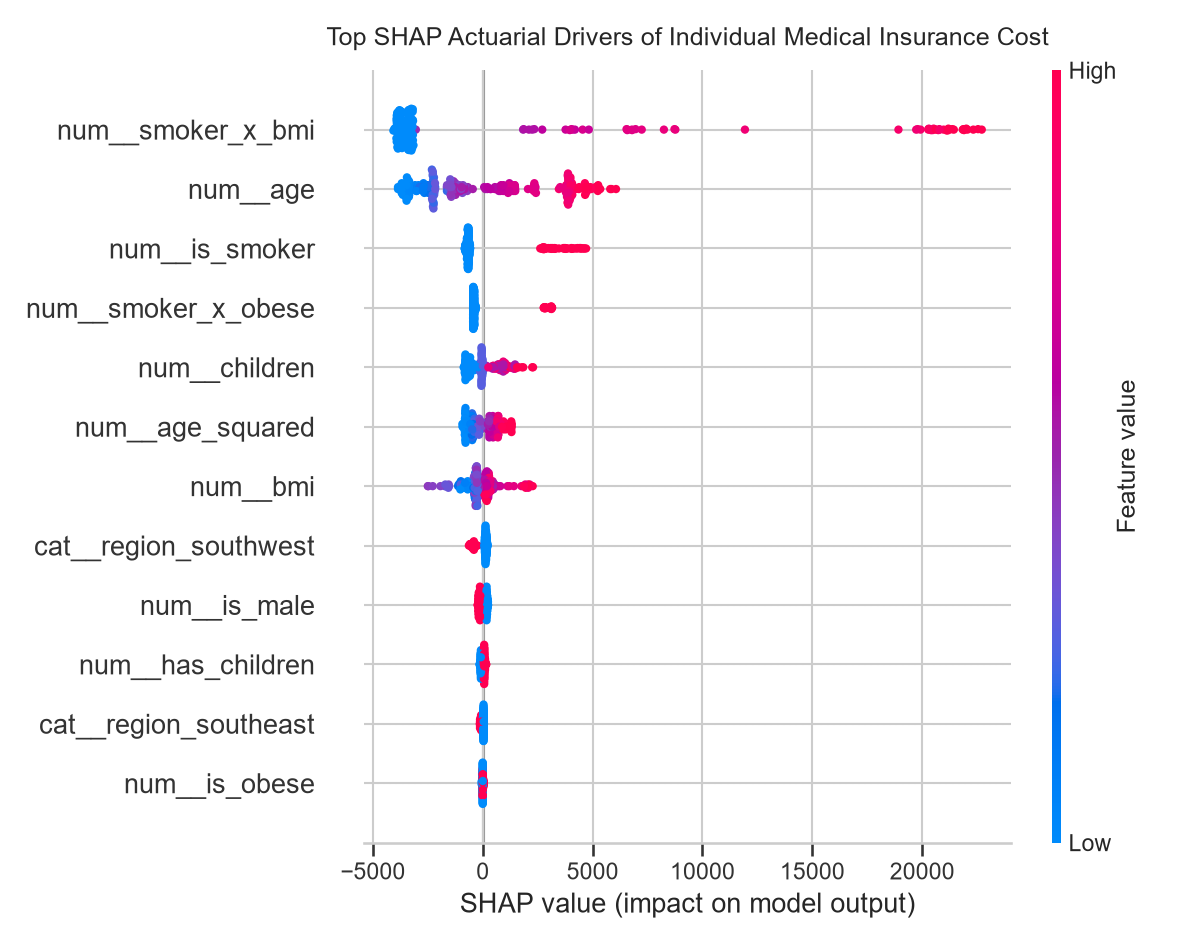 Top SHAP Actuarial Drivers of Individual Medical Insurance Cost
High
num__smoker_x_bmi
num__age
num__is_smoker
num__smoker_x_obese
num__children
num__age_squared
num__bmi
cat__region_southwest
num__is_male
num__has_children
cat__region_southeast
num__is_obese
Feature value
Low
−5000 0 5000 10000 15000 20000
SHAP value (impact on model output)